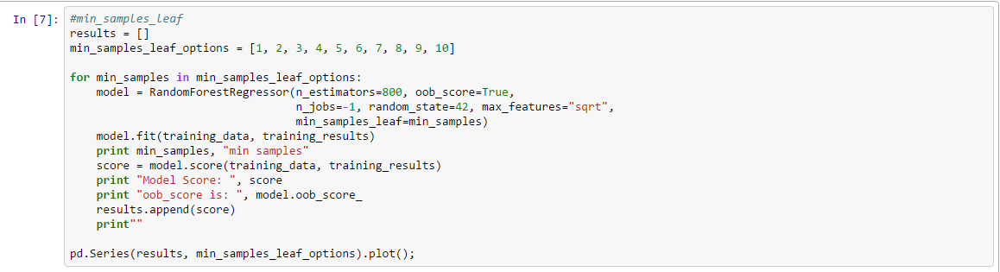 In [7]: #min_samples_leaf
results = []
min_samples_leaf_options = [1, 2, 3, 4, 5, 6, 7, 8, 9, 10]

for min_samples in min_samples_leaf_options:
    model = RandomForestRegressor(n_estimators=800, oob_score=True,
                                  n_jobs=-1, random_state=42, max_features="sqrt",
                                  min_samples_leaf=min_samples)
    model.fit(training_data, training_results)
    print min_samples, "min samples"
    score = model.score(training_data, training_results)
    print "Model Score: ", score
    print "oob_score is: ", model.oob_score_
    results.append(score)
    print""

pd.Series(results, min_samples_leaf_options).plot();